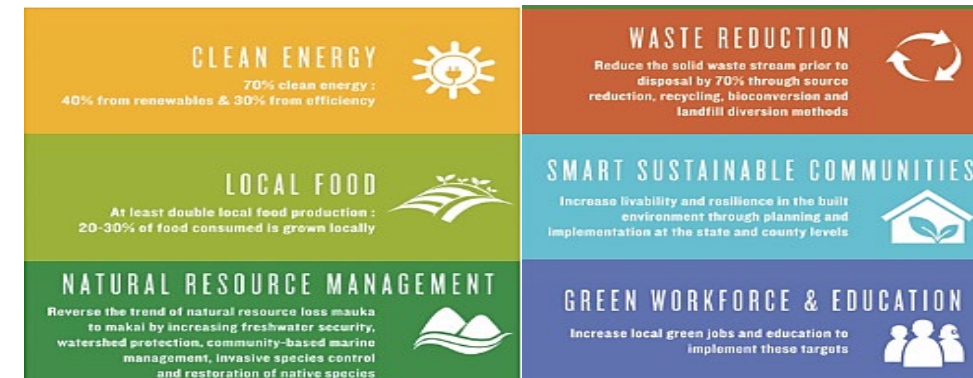 CLEAN ENERGY
70% clean energy :
40% from renewables & 30% from efficiency
LOCAL FOOD
At least double local food production :
20-30% of food consumed is grown locally
NATURAL RESOURCE MANAGEMENT
Reverse the trend of natural resource loss mauka
to makai by increasing freshwater security,
watershed protection, community-based marine
management, invasive species control
and restoration of native species
WASTE REDUCTION
Reduce the solid waste stream prior to
disposal by 70% through source
reduction, recycling, bioconversion and
landfill diversion methods
SMART SUSTAINABLE COMMUNITIES
Increase livability and resilience in the built
environment through planning and
implementation at the state and county levels
GREEN WORKFORCE & EDUCATION
Increase local green jobs and education to
implement these targets